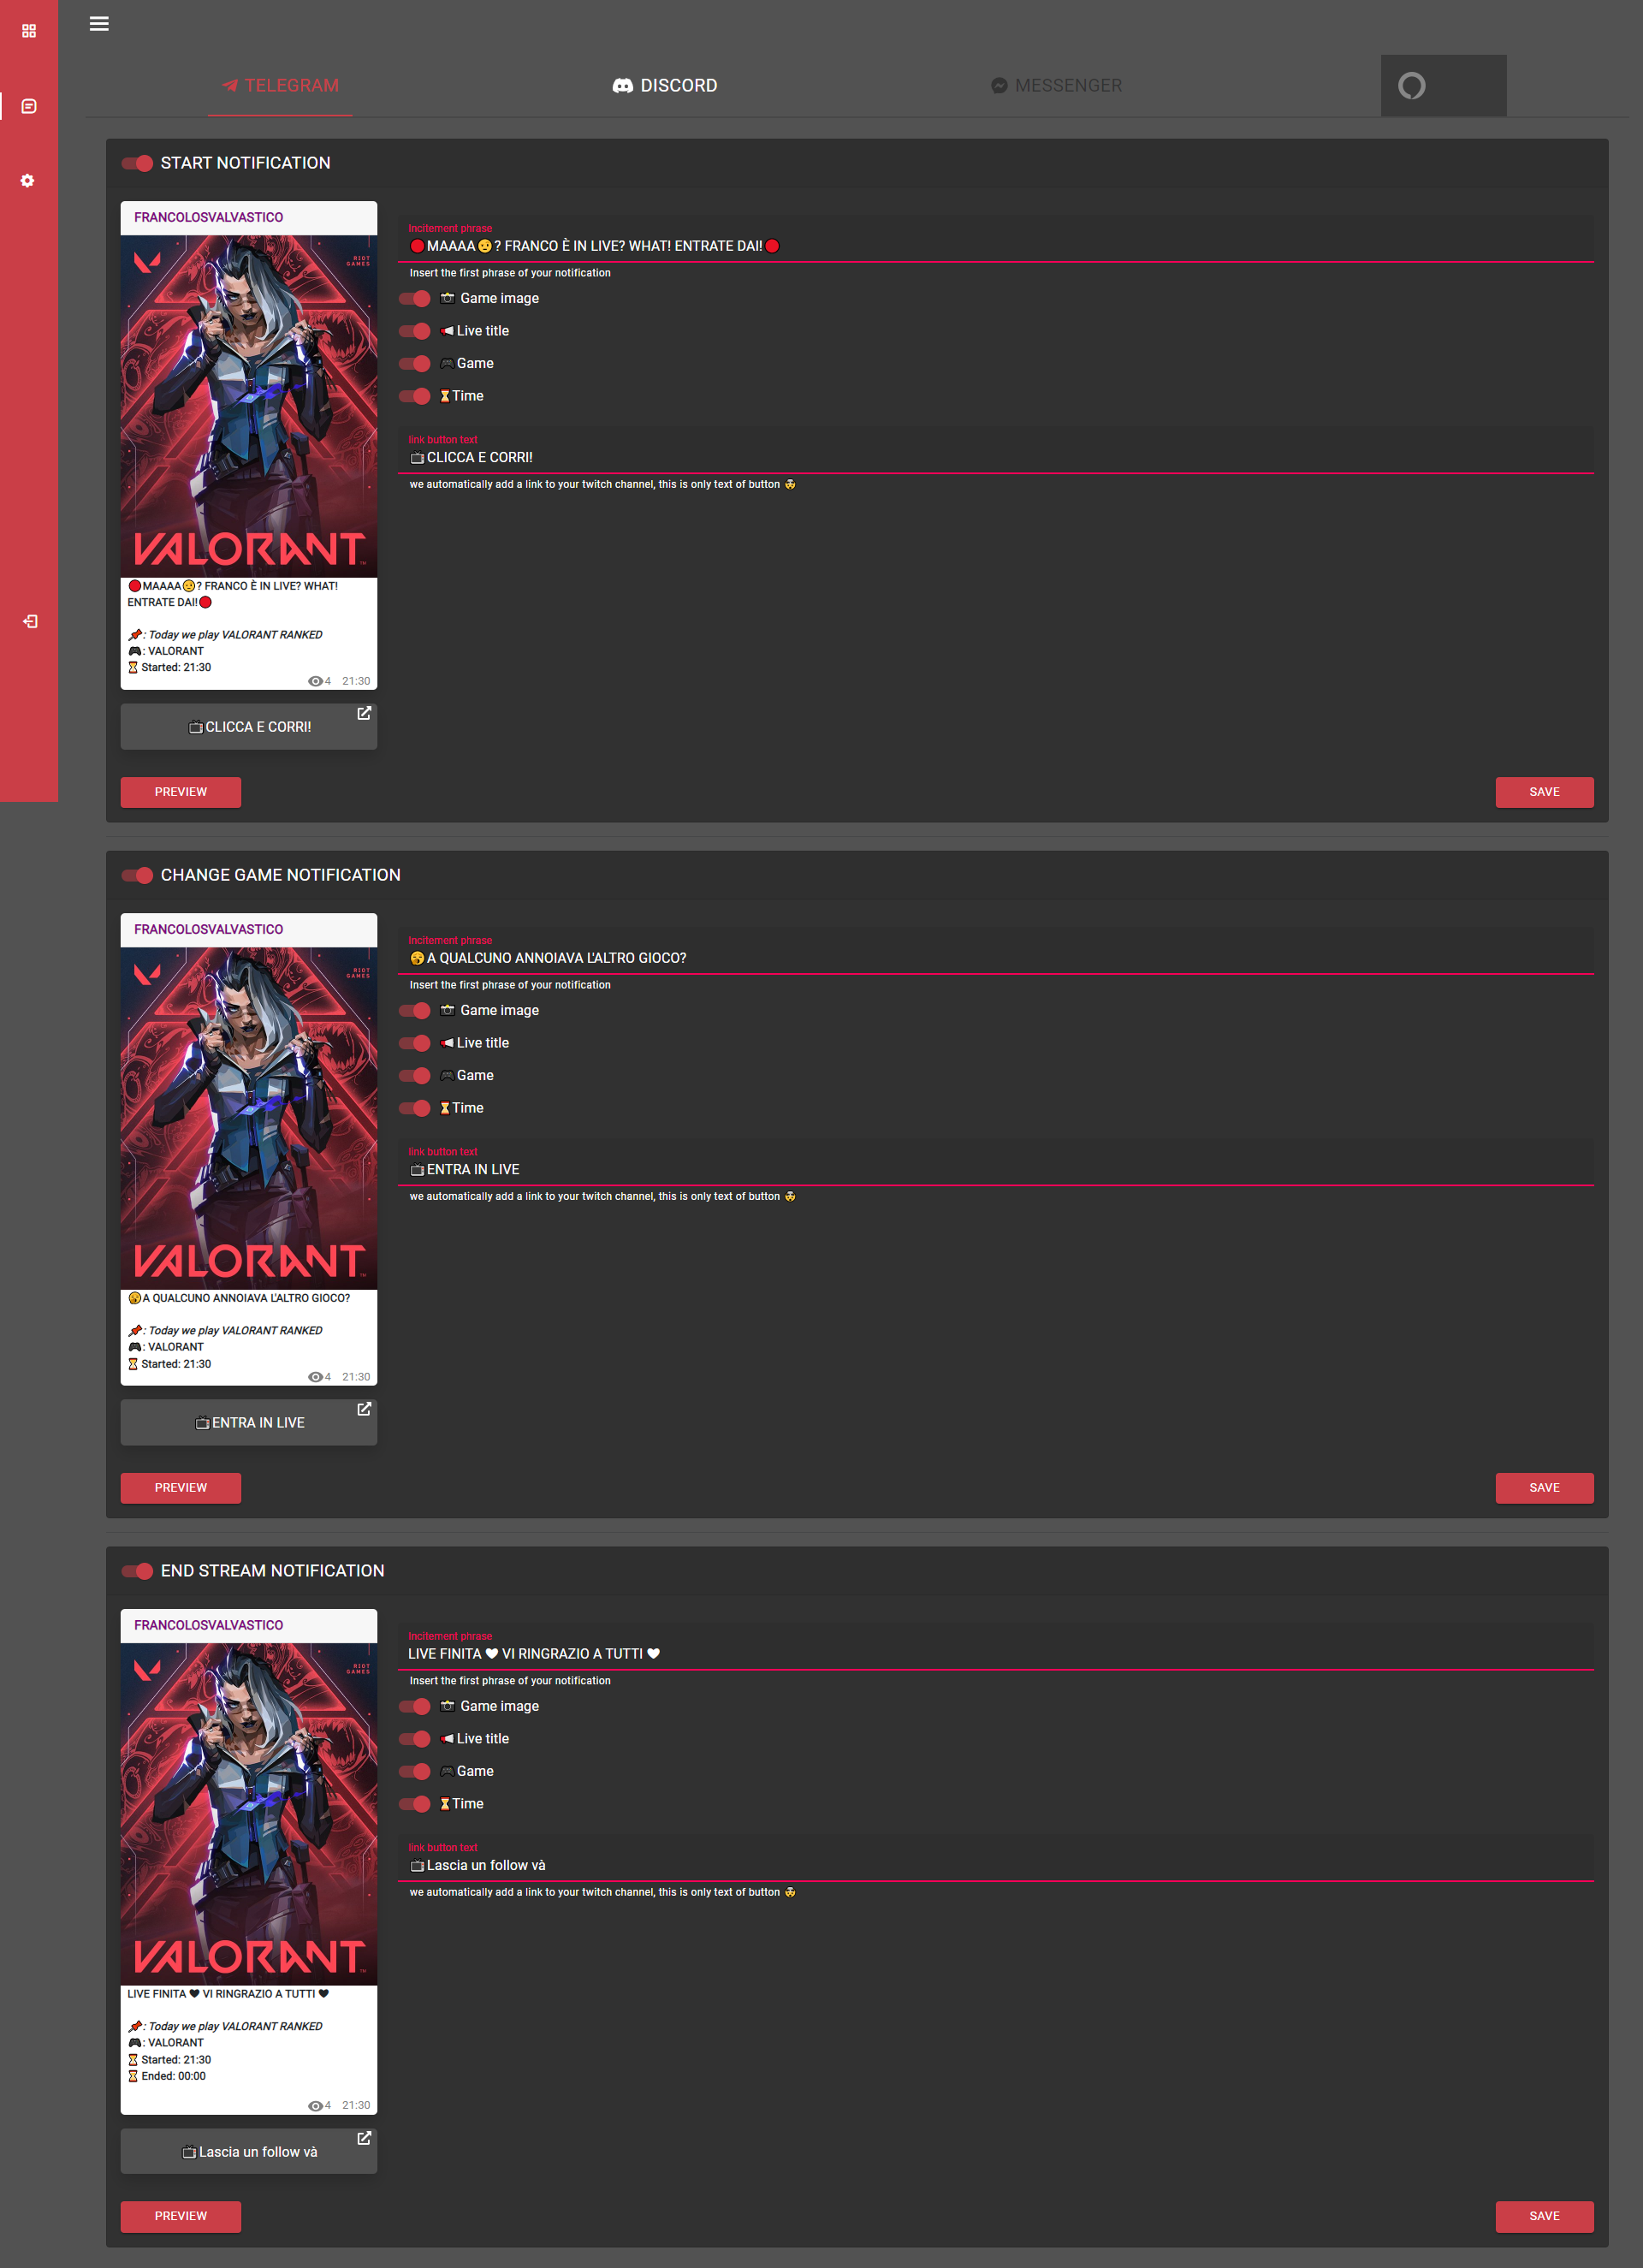 TELEGRAM
DISCORD
MESSENGER
START NOTIFICATION
FRANCOLOSVALVASTICO
RIOT
GAMES
VALORANT™
🔴MAAAA🤨? FRANCO È IN LIVE? WHAT!
ENTRATE DAI!🔴
📌: Today we play VALORANT RANKED
🎮: VALORANT
⏳ Started: 21:30
4 21:30
📺CLICCA E CORRI!
Incitement phrase
🔴MAAAA🤨? FRANCO È IN LIVE? WHAT! ENTRATE DAI!🔴
Insert the first phrase of your notification
📷 Game image
📢Live title
🎮Game
⏳Time
link button text
📺CLICCA E CORRI!
we automatically add a link to your twitch channel, this is only text of button 🤯
PREVIEW
SAVE
CHANGE GAME NOTIFICATION
FRANCOLOSVALVASTICO
RIOT
GAMES
VALORANT™
🥱A QUALCUNO ANNOIAVA L'ALTRO GIOCO?
📌: Today we play VALORANT RANKED
🎮: VALORANT
⏳ Started: 21:30
4 21:30
📺ENTRA IN LIVE
Incitement phrase
🥱A QUALCUNO ANNOIAVA L'ALTRO GIOCO?
Insert the first phrase of your notification
📷 Game image
📢Live title
🎮Game
⏳Time
link button text
📺ENTRA IN LIVE
we automatically add a link to your twitch channel, this is only text of button 🤯
PREVIEW
SAVE
END STREAM NOTIFICATION
FRANCOLOSVALVASTICO
RIOT
GAMES
VALORANT™
LIVE FINITA ♥ VI RINGRAZIO A TUTTI ♥
📌: Today we play VALORANT RANKED
🎮: VALORANT
⏳ Started: 21:30
⏳ Ended: 00:00
4 21:30
📺Lascia un follow và
Incitement phrase
LIVE FINITA ♥ VI RINGRAZIO A TUTTI ♥
Insert the first phrase of your notification
📷 Game image
📢Live title
🎮Game
⏳Time
link button text
📺Lascia un follow và
we automatically add a link to your twitch channel, this is only text of button 🤯
PREVIEW
SAVE